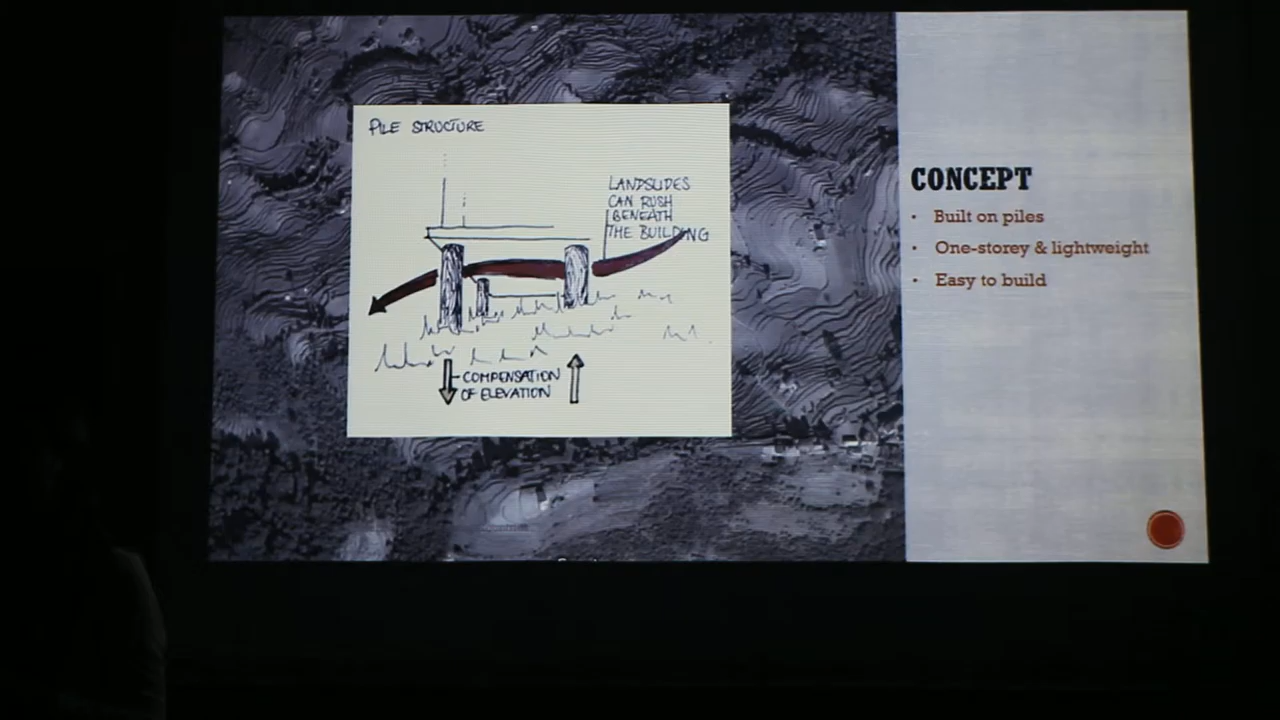 PILE STRUCTURE
LANDSLIDES
CAN RUSH
BENEATH
THE BUILDING
COMPENSATION
OF ELEVATION
CONCEPT
• Built on piles
• One-storey & lightweight
• Easy to build